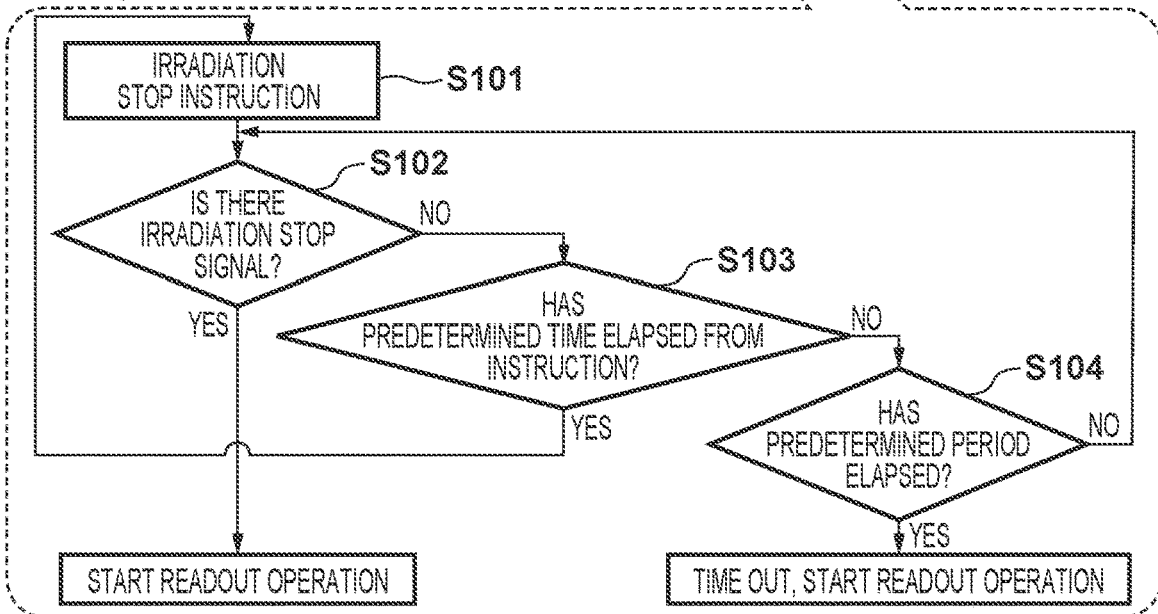 IRRADIATION
STOP INSTRUCTION
S101
S102
IS THERE
IRRADIATION STOP
SIGNAL?
NO
YES
S103
HAS
PREDETERMINED TIME ELAPSED FROM
INSTRUCTION?
NO
YES
S104
HAS
PREDETERMINED PERIOD
ELAPSED?
NO
YES
START READOUT OPERATION
TIME OUT, START READOUT OPERATION